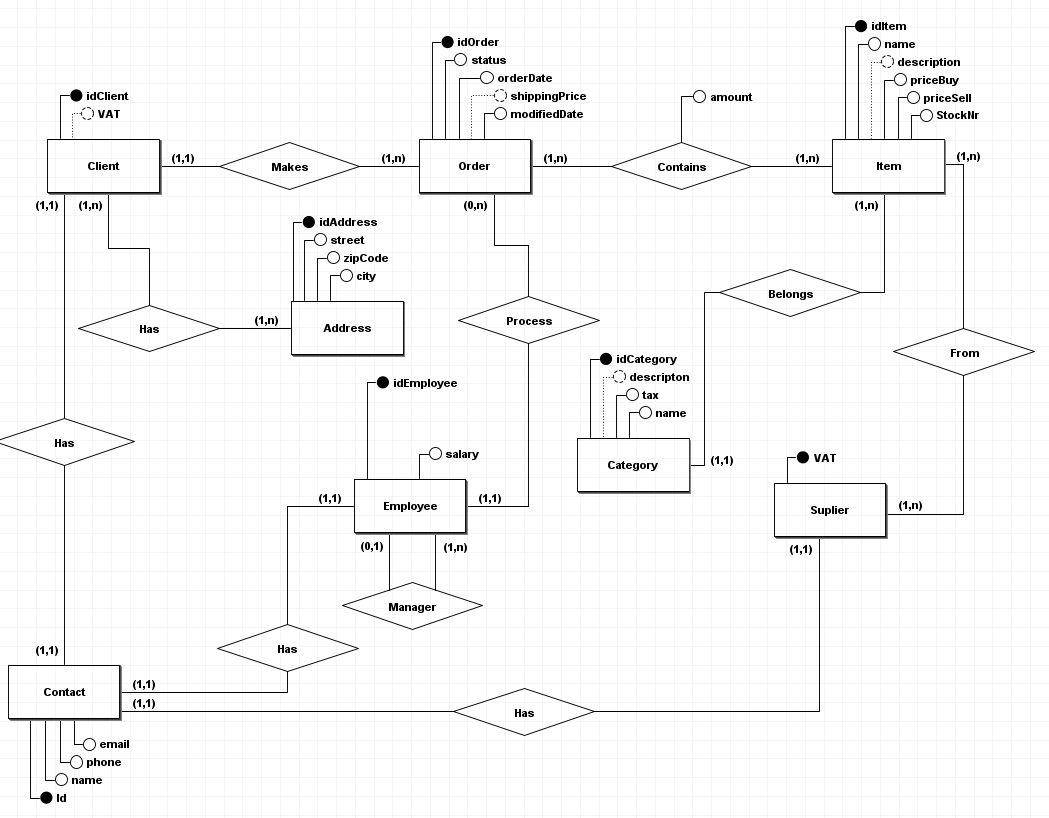 idItem
name
description
priceBuy
priceSell
StockNr
idOrder
status
orderDate
shippingPrice
modifiedDate
idClient
VAT
amount
Client
(1,1)
Makes
(1,n)
Order
(1,n)
Contains
(1,n)
Item
(1,n)
(1,1)
(1,n)
(0,n)
(1,n)
idAddress
street
zipCode
city
Has
(1,n)
Address
Process
Belongs
From
idCategory
descripton
tax
name
Category
(1,1)
idEmployee
salary
Has
VAT
(1,1)
Employee
(1,1)
Suplier
(1,n)
(0,1)
(1,n)
(1,1)
Manager
Has
(1,1)
Contact
(1,1)
(1,1)
Has
email
phone
name
Id